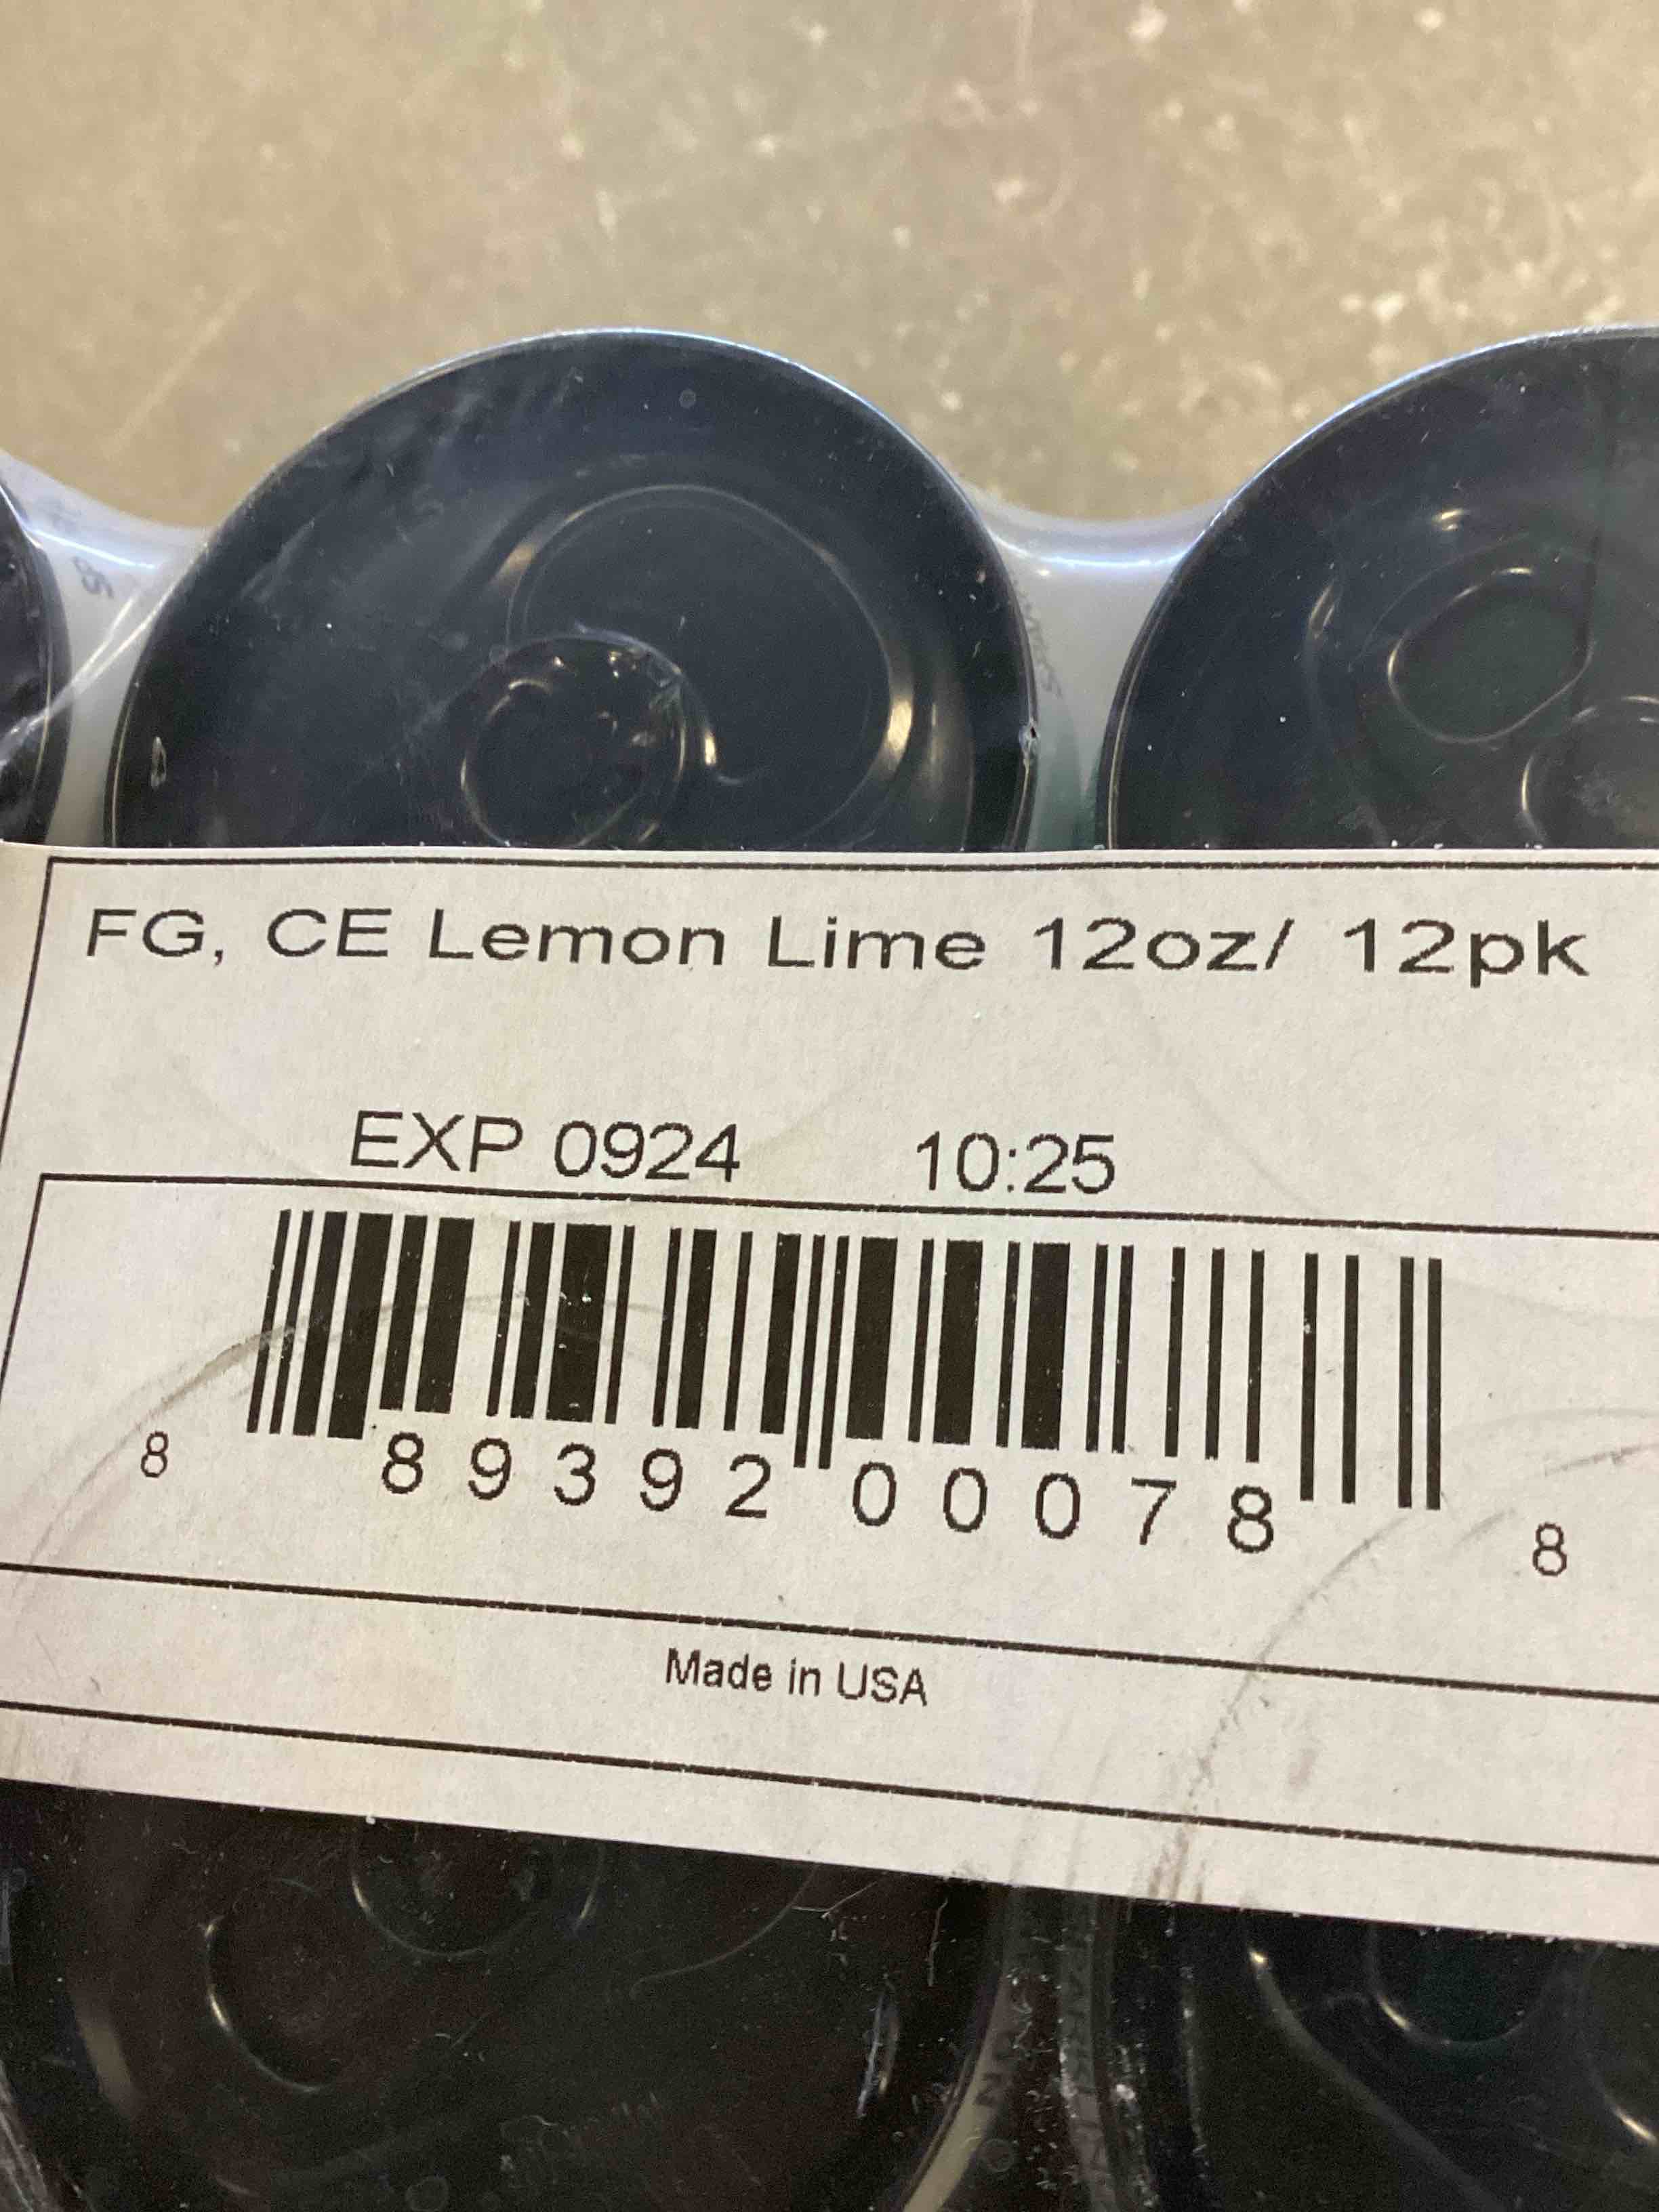 FG, CE Lemon Lime 12oz/ 12pk
EXP 0924 10:25
8 89392 00078 8
Made in USA